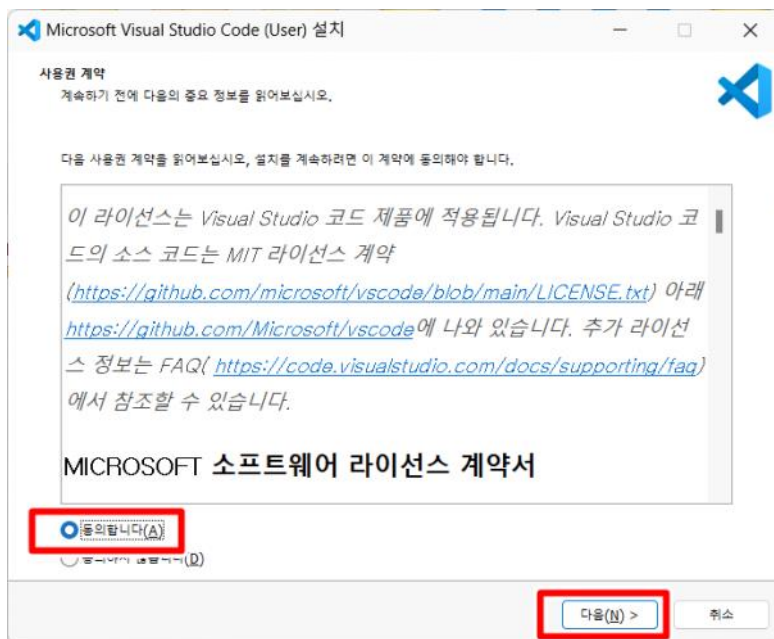 Microsoft Visual Studio Code (User) 설치
사용권 계약
계속하기 전에 다음의 중요 정보를 읽어보십시오.
다음 사용권 계약을 읽어보십시오, 설치를 계속하려면 이 계약에 동의해야 합니다.
이 라이선스는 Visual Studio 코드 제품에 적용됩니다. Visual Studio 코
드의 소스 코드는 MIT 라이선스 계약
(https://github.com/microsoft/vscode/blob/main/LICENSE.txt) 아래
https://github.com/Microsoft/vscode에 나와 있습니다. 추가 라이선
스 정보는 FAQ( https://code.visualstudio.com/docs/supporting/faq)
에서 참조할 수 있습니다.
MICROSOFT 소프트웨어 라이선스 계약서
동의합니다(A)
(D)
다음(N) >
취소